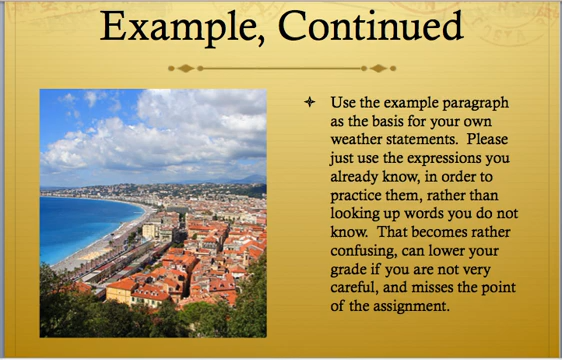 Example, Continued
Use the example paragraph
as the basis for your own
weather statements.  Please
just use the expressions you
already know, in order to
practice them, rather than
looking up words you do not
know.  That becomes rather
confusing, can lower your
grade if you are not very
careful, and misses the point
of the assignment.